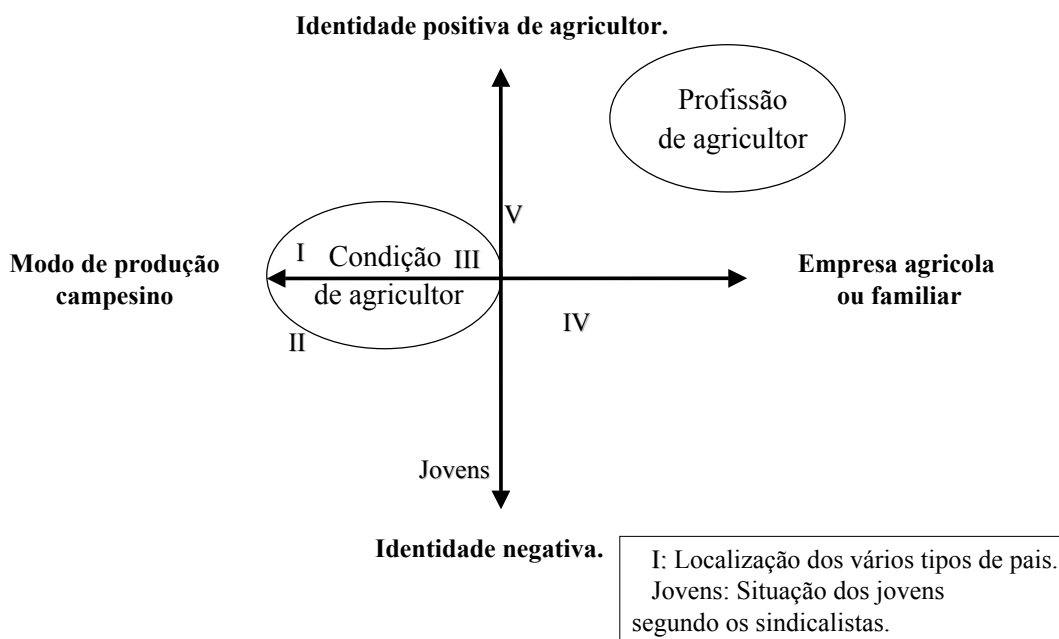 Identidade positiva de agricultor.
Profissão
de agricultor
V
I
Condição
III
de agricultor
Modo de produção
campesino
Empresa agricola
ou familiar
II
IV
Jovens
Identidade negativa.
I: Localização dos vários tipos de pais.
Jovens: Situação dos jovens
segundo os sindicalistas.